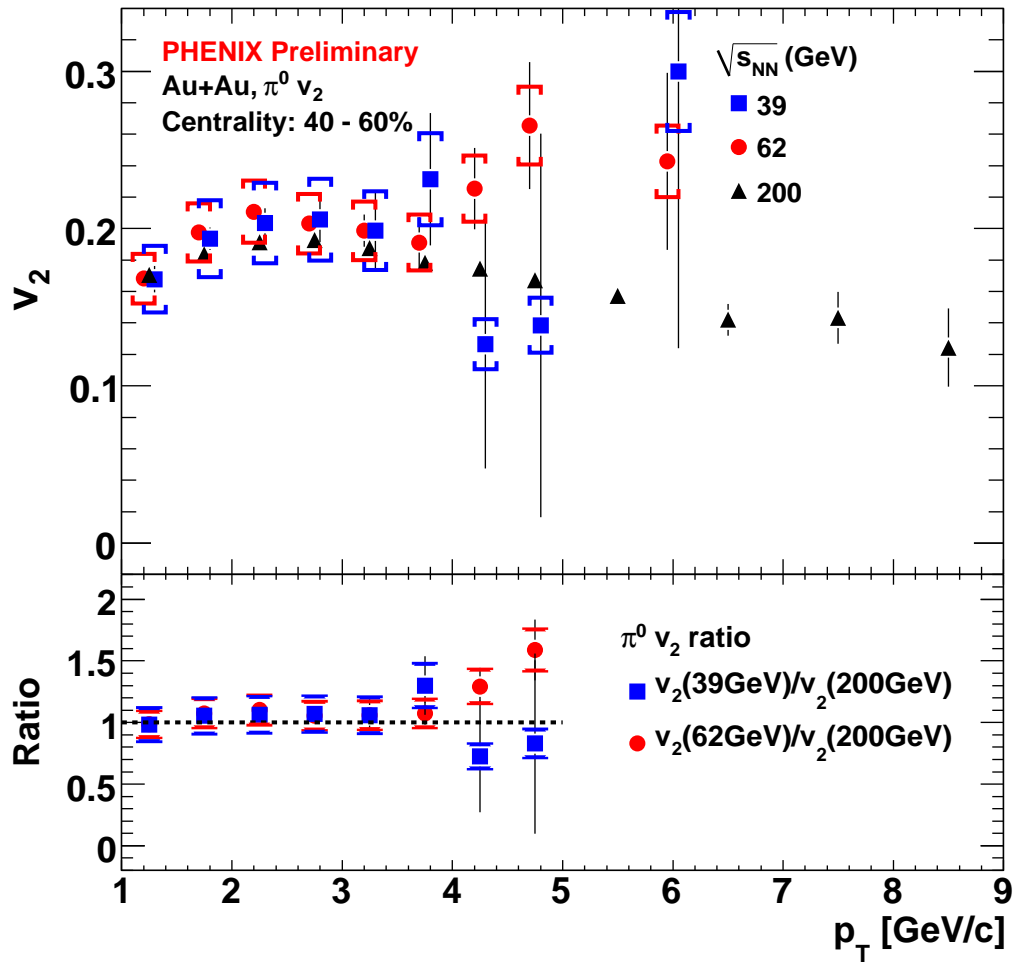 PHENIX Preliminary
Au+Au, π⁰ v₂
Centrality: 40 - 60%
√s_NN (GeV)
39
62
200
v₂
0.3
0.2
0.1
0
π⁰ v₂ ratio
v₂(39GeV)/v₂(200GeV)
v₂(62GeV)/v₂(200GeV)
Ratio
2
1.5
1
0.5
0
1 2 3 4 5 6 7 8 9
p_T [GeV/c]